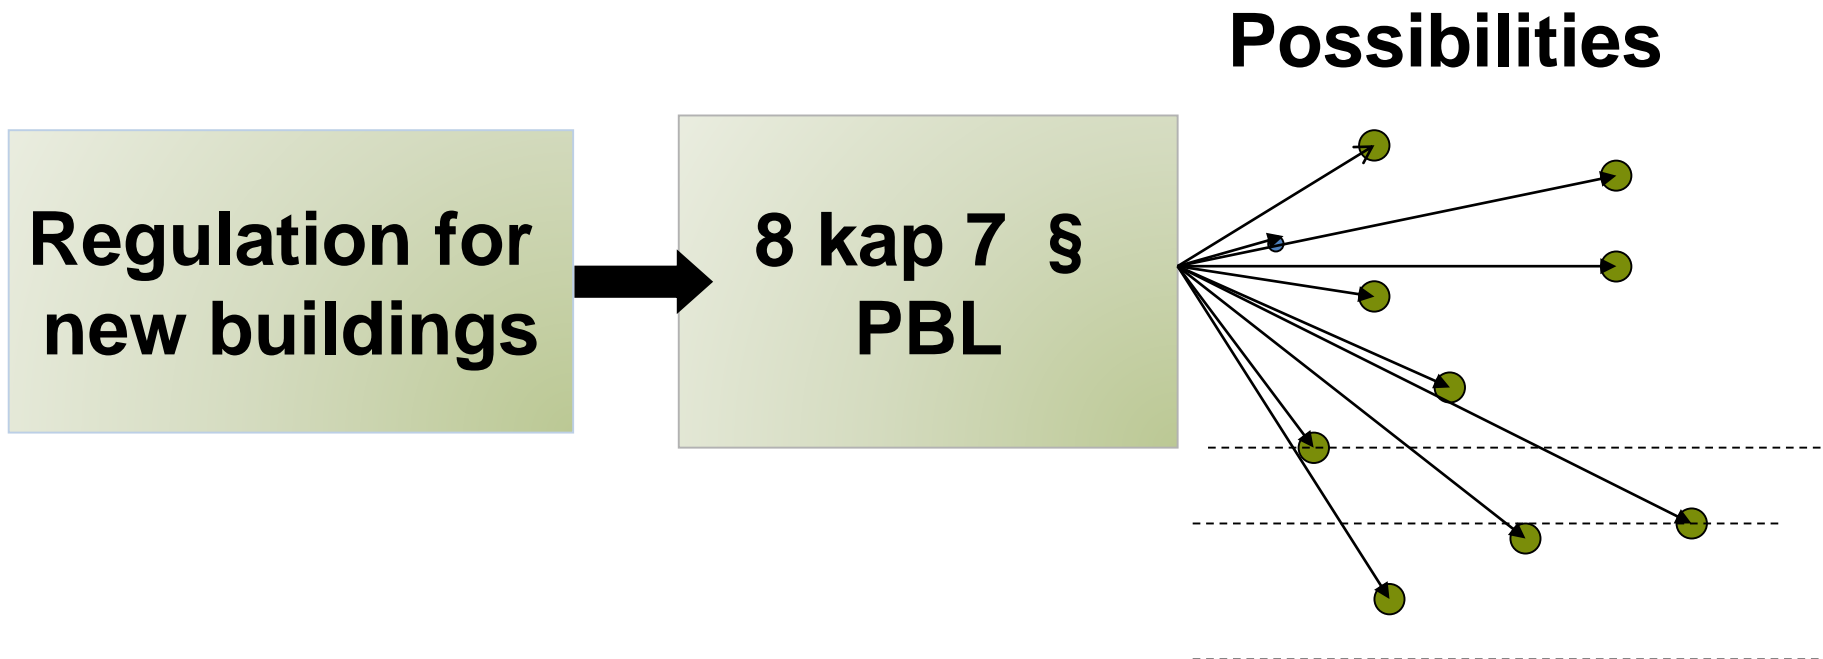 Possibilities
Regulation for
new buildings
8 kap 7 §
PBL